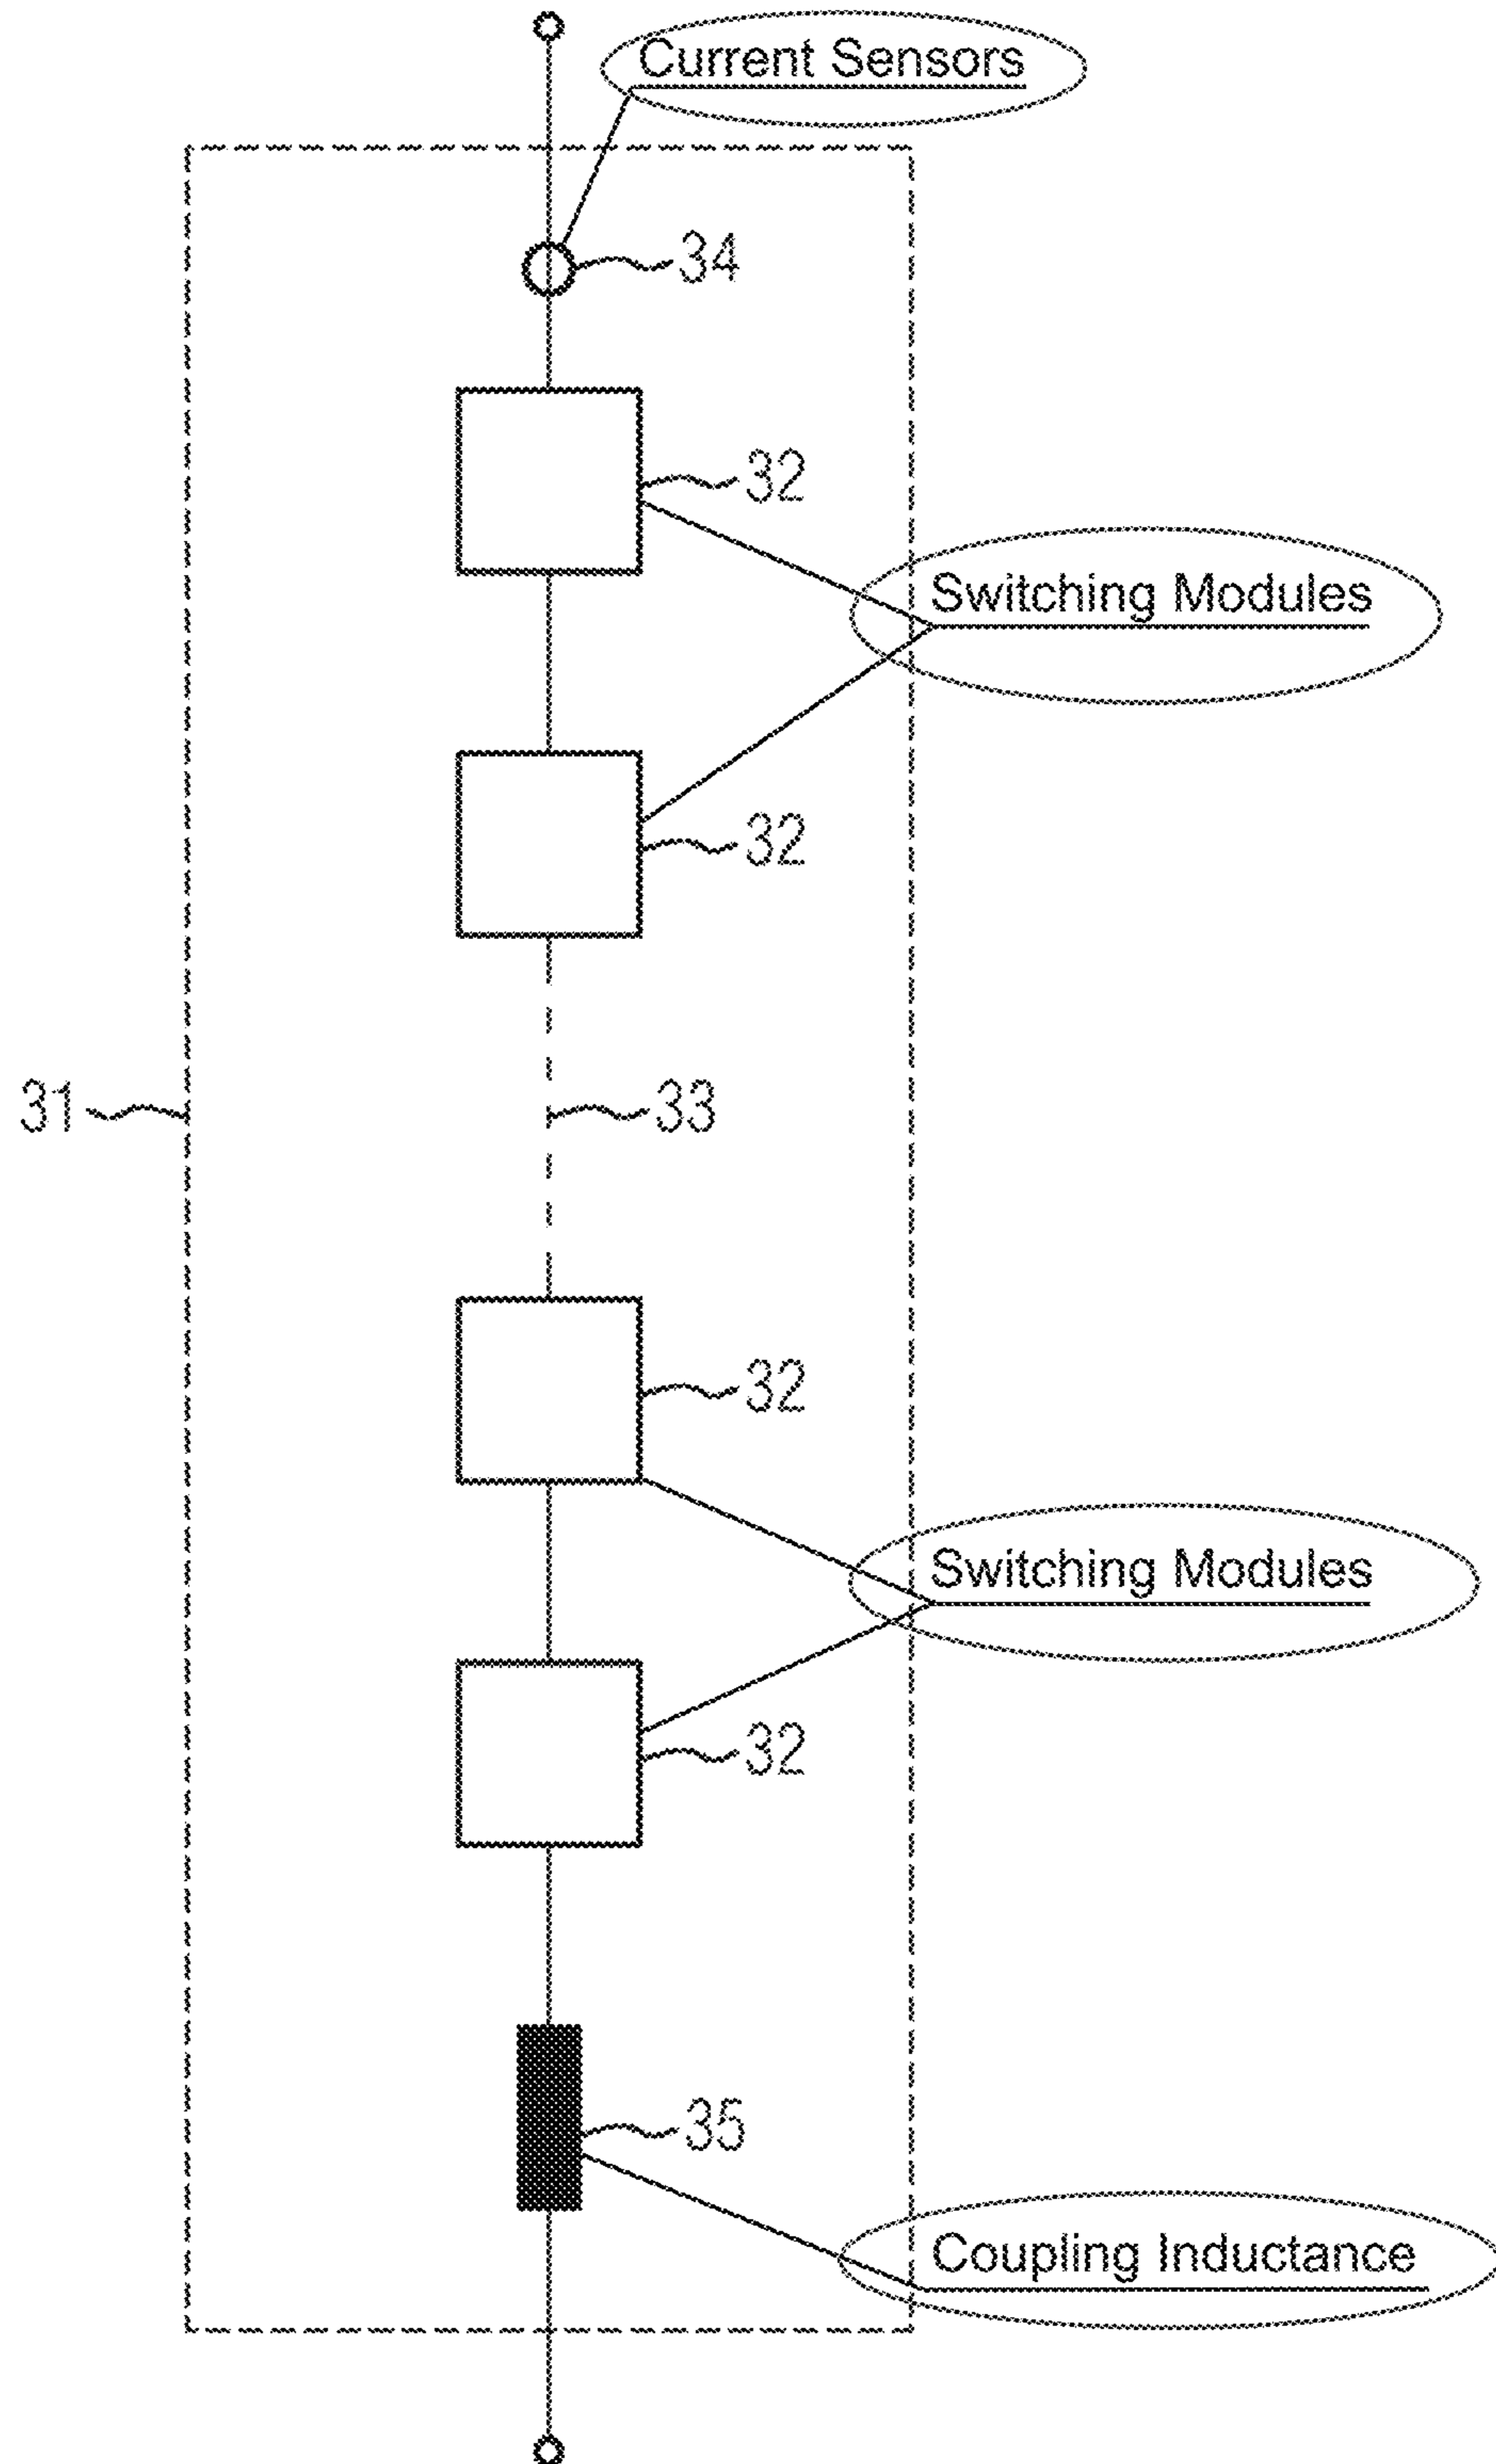 Current Sensors
34
32
Switching Modules
32
31
33
32
Switching Modules
32
35
Coupling Inductance